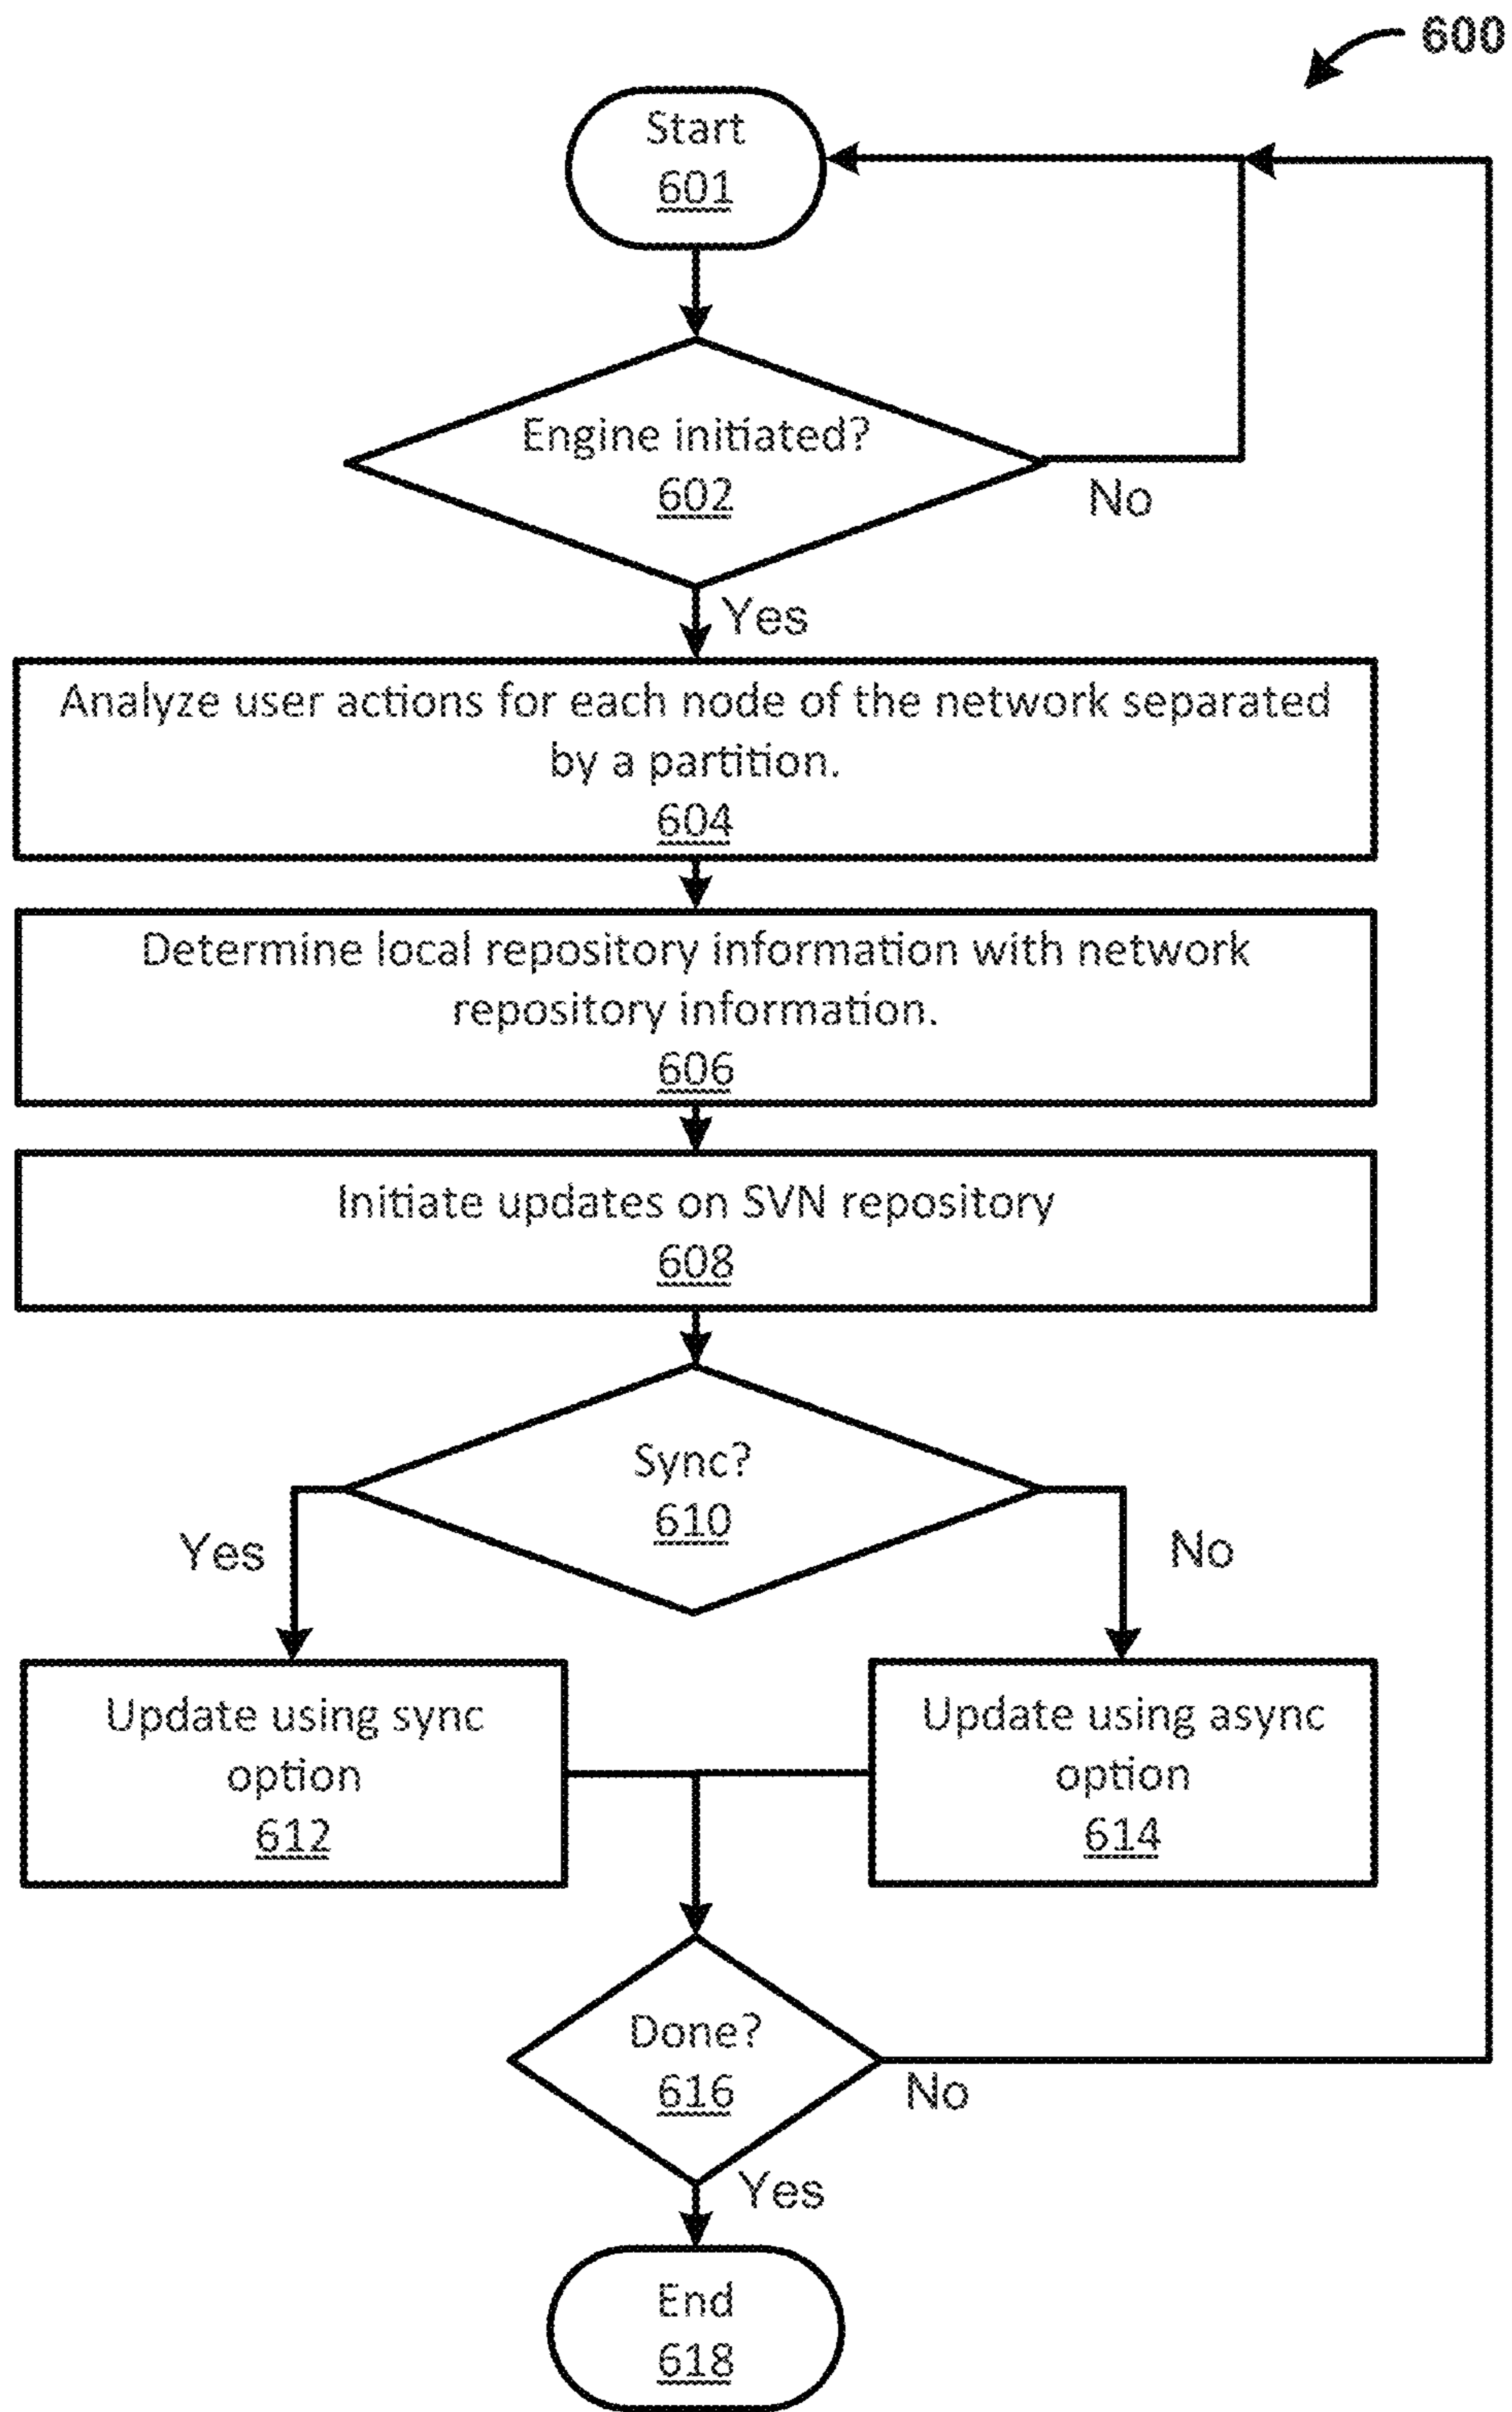 600
Start
601
Engine initiated?
602
No
Yes
Analyze user actions for each node of the network separated
by a partition.
604
Determine local repository information with network
repository information.
606
Initiate updates on SVN repository
608
Sync?
610
Yes
No
Update using sync
option
612
Update using async
option
614
Done?
616
No
Yes
End
618